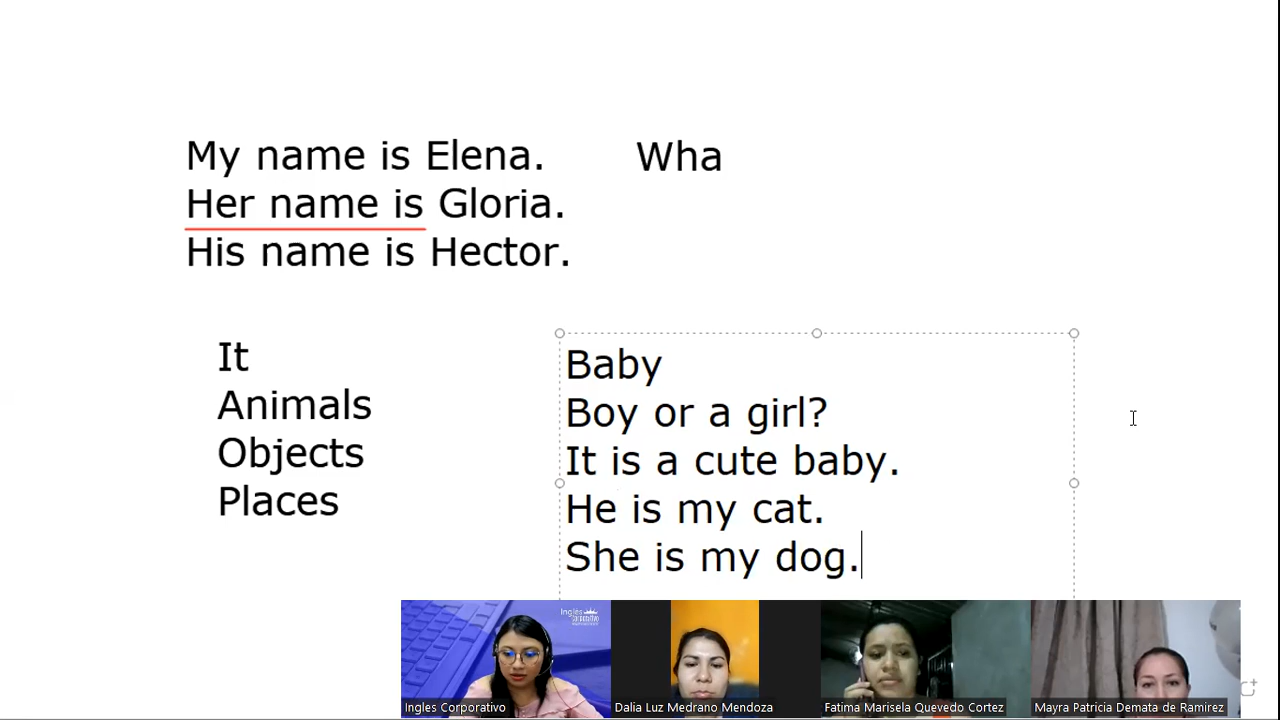 My name is Elena.
Her name is Gloria.
His name is Hector.
Wha
It
Animals
Objects
Places
Baby
Boy or a girl?
It is a cute baby.
He is my cat.
She is my dog.
Inglés
Corporativo
Ingles Corporativo
Dalia Luz Medrano Mendoza
Fatima Marisela Quevedo Cortez
Mayra Patricia Demata de Ramirez